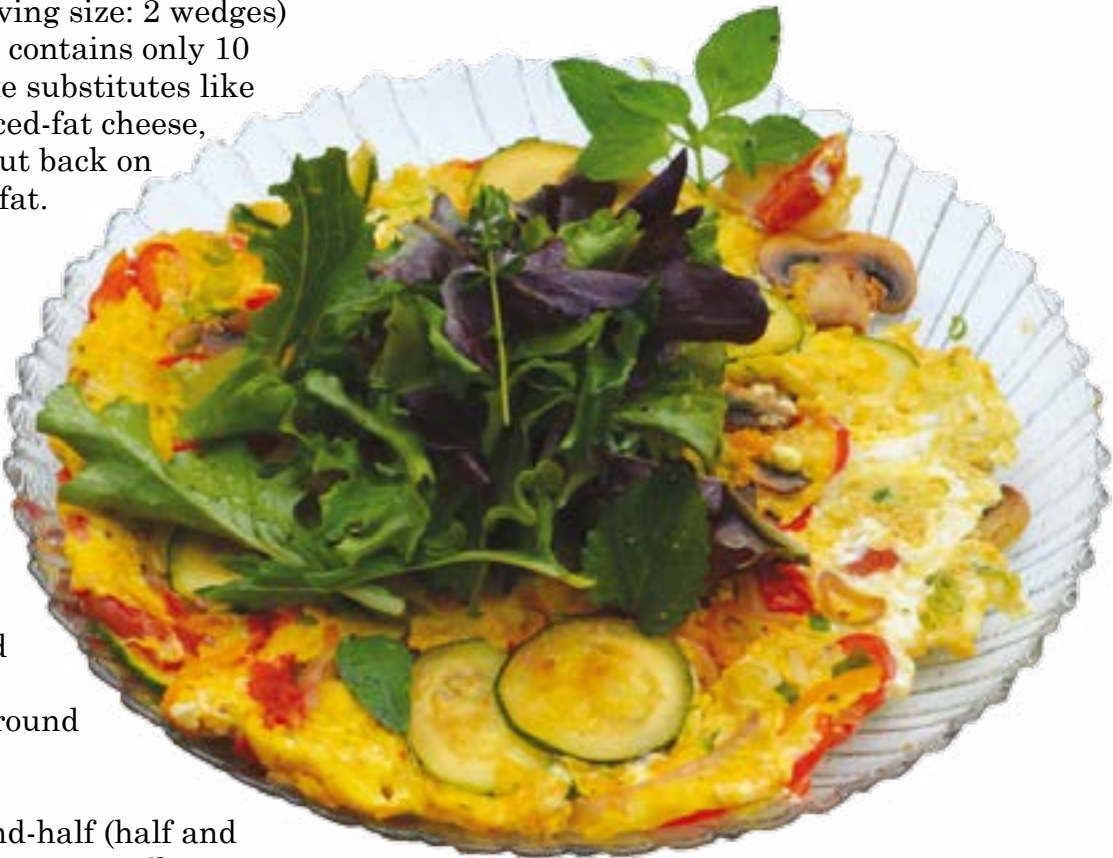 ving size: 2 wedges)
contains only 10
e substitutes like
ced-fat cheese,
ut back on
fat.
d
round
nd-half (half and